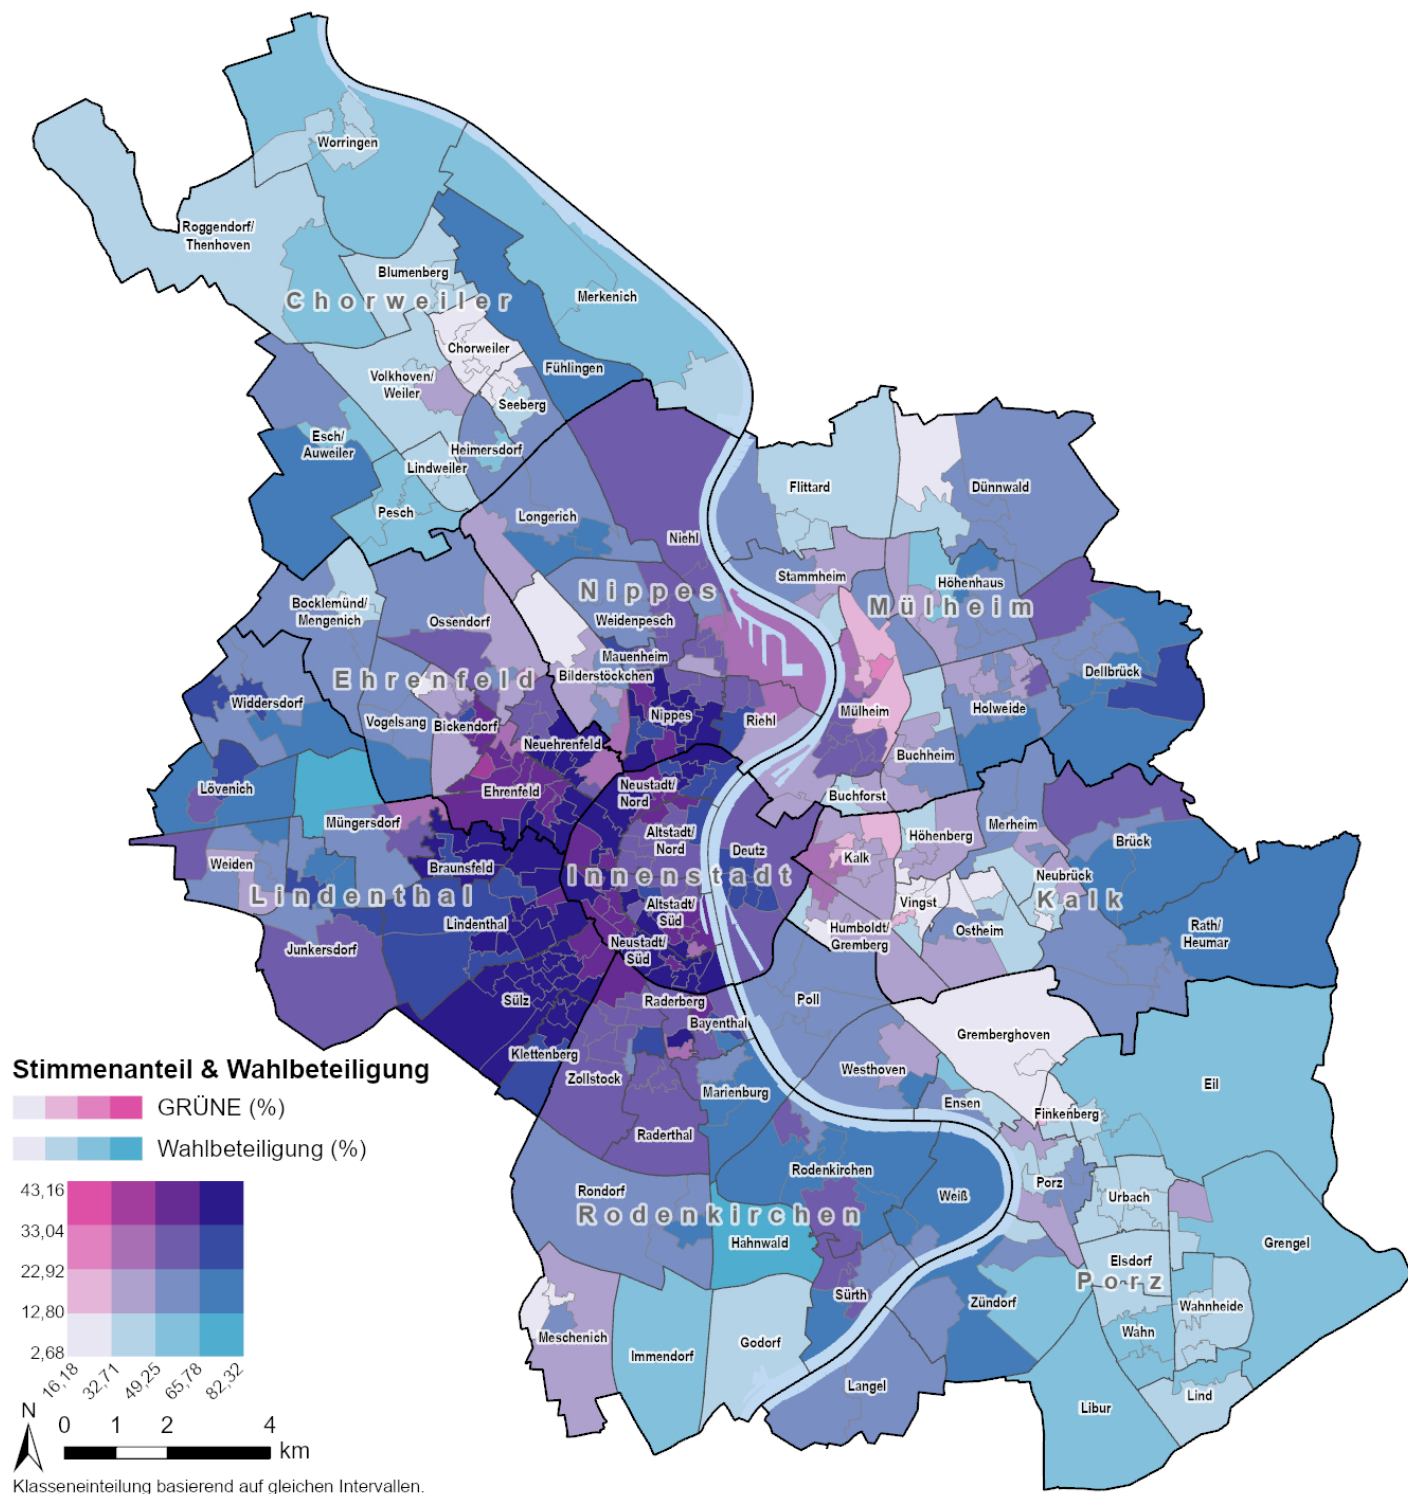 Worringen
Roggendorf/
Thenhoven
Blumenberg
Chorweiler
Merkenich
Chorweiler
Fühlingen
Volkhoven/
Weiler
Seeberg
Esch/
Auweiler
Heimersdorf
Lindweiler
Pesch
Flittard
Dünnwald
Longerich
Niehl
Stammheim
Höhenhaus
Nippes
Mülheim
Bocklemünd/
Mengenich
Ossendorf
Weidenpesch
Mauenheim
Bilderstöckchen
Dellbrück
Ehrenfeld
Widdersdorf
Vogelsang
Bickendorf
Nippes
Riehl
Mülheim
Holweide
Neuehrenfeld
Buchheim
Lövenich
Ehrenfeld
Neustadt/
Nord
Buchforst
Müngersdorf
Altstadt/
Nord
Deutz
Kalk
Höhenberg
Merheim
Brück
Weiden
Braunsfeld
Innenstadt
Neubrück
Lindenthal
Kalk
Vingst
Lindenthal
Altstadt/
Süd
Humboldt/
Gremberg
Ostheim
Rath/
Heumar
Junkersdorf
Neustadt/
Süd
Sülz
Raderberg
Bayenthal
Poll
Gremberghoven
Klettenberg
Zollstock
Marienburg
Westhoven
Eil
Ensen
Finkenberg
Raderthal
Rodenkirchen
Weiß
Porz
Urbach
Rondorf
Rodenkirchen
Hahnwald
Grengel
Elsdorf
Porz
Sürth
Zündorf
Wahnheide
Meschenich
Immendorf
Godorf
Wahn
Langel
Libur
Lind
Stimmenanteil & Wahlbeteiligung
GRÜNE (%)
Wahlbeteiligung (%)
43,16
33,04
22,92
12,80
2,68
16,18
32,71
49,25
65,78
82,32
N
0 1 2 4
km
Klasseneinteilung basierend auf gleichen Intervallen.